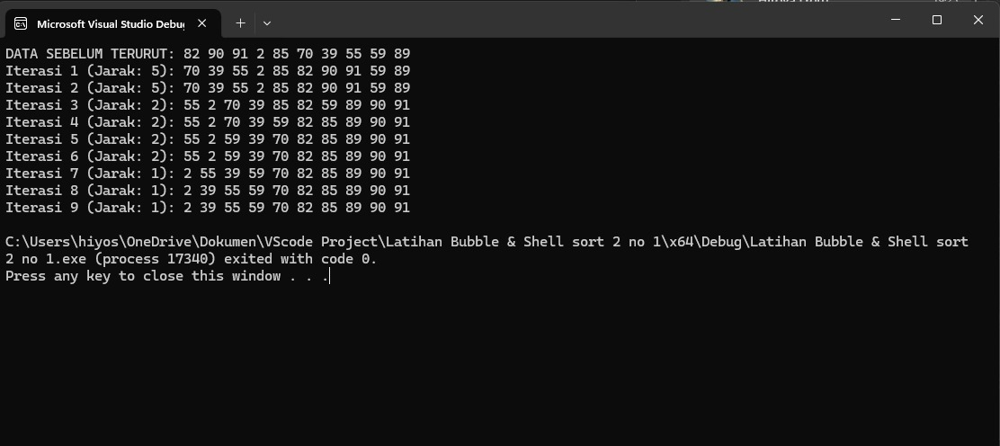 Microsoft Visual Studio Debu
DATA SEBELUM TERURUT: 82 90 91 2 85 70 39 55 59 89
Iterasi 1 (Jarak: 5): 70 39 55 2 85 82 90 91 59 89
Iterasi 2 (Jarak: 5): 70 39 55 2 85 82 90 91 59 89
Iterasi 3 (Jarak: 2): 55 2 70 39 85 82 59 89 90 91
Iterasi 4 (Jarak: 2): 55 2 70 39 59 82 85 89 90 91
Iterasi 5 (Jarak: 2): 55 2 59 39 70 82 85 89 90 91
Iterasi 6 (Jarak: 2): 55 2 59 39 70 82 85 89 90 91
Iterasi 7 (Jarak: 1): 2 55 39 59 70 82 85 89 90 91
Iterasi 8 (Jarak: 1): 2 39 55 59 70 82 85 89 90 91
Iterasi 9 (Jarak: 1): 2 39 55 59 70 82 85 89 90 91
C:\Users\hiyos\OneDrive\Dokumen\VScode Project\Latihan Bubble & Shell sort 2 no 1\x64\Debug\Latihan Bubble & Shell sort
2 no 1.exe (process 17340) exited with code 0.
Press any key to close this window . . .